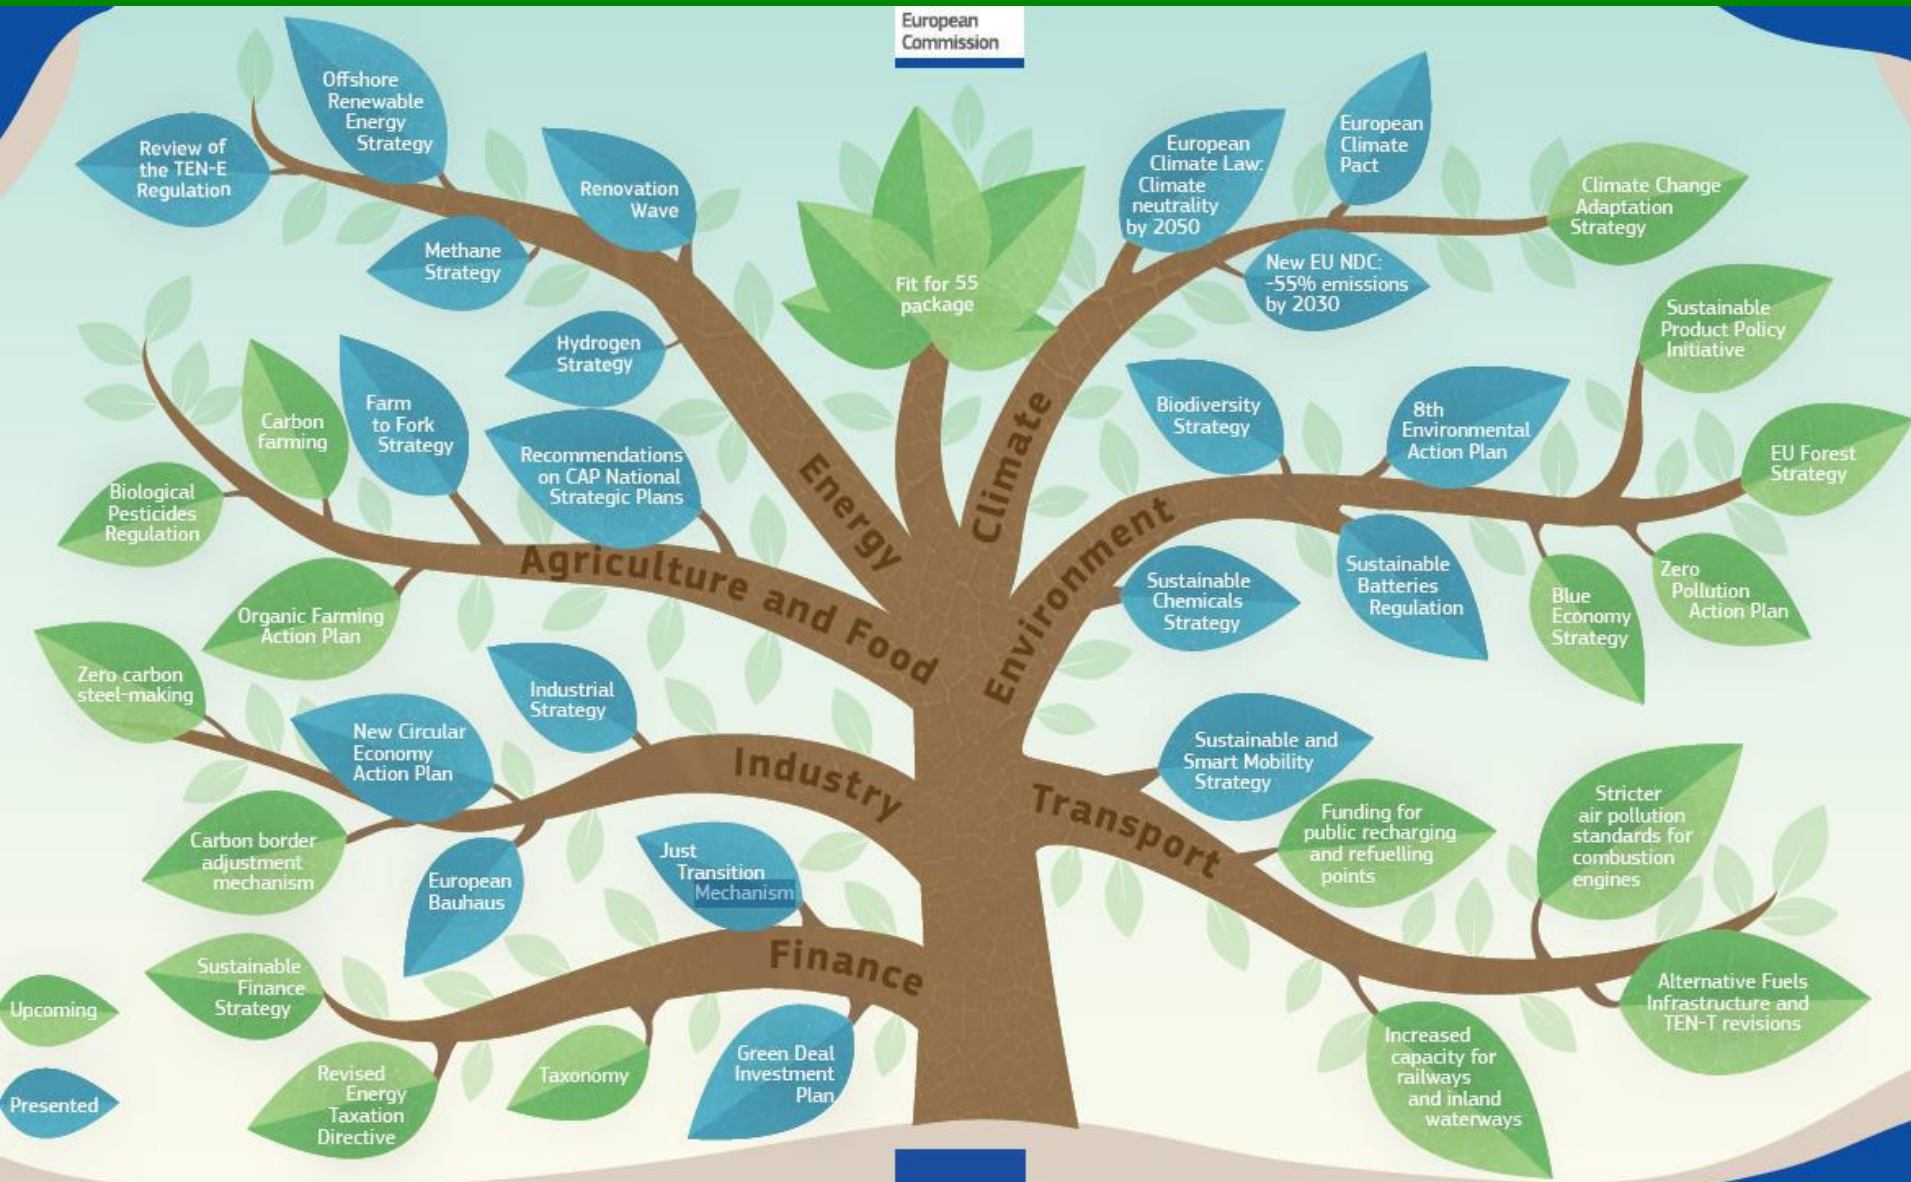 European
Commission
Offshore
Renewable
Energy
Strategy
Review of
the TEN-E
Regulation
Renovation
Wave
Methane
Strategy
Hydrogen
Strategy
Energy
Fit for 55
package
European
Climate Law:
Climate
neutrality
by 2050
European
Climate
Pact
Climate Change
Adaptation
Strategy
New EU NDC:
-55% emissions
by 2030
Climate
Carbon
farming
Farm
to Fork
Strategy
Recommendations
on CAP National
Strategic Plans
Biological
Pesticides
Regulation
Organic Farming
Action Plan
Agriculture and Food
Sustainable
Product Policy
Initiative
Biodiversity
Strategy
8th
Environmental
Action Plan
EU Forest
Strategy
Sustainable
Chemicals
Strategy
Sustainable
Batteries
Regulation
Blue
Economy
Strategy
Zero
Pollution
Action Plan
Environment
Zero carbon
steel-making
New Circular
Economy
Action Plan
Industrial
Strategy
Carbon border
adjustment
mechanism
European
Bauhaus
Industry
Sustainable and
Smart Mobility
Strategy
Funding for
public recharging
and refuelling
points
Stricter
air pollution
standards for
combustion
engines
Alternative Fuels
Infrastructure and
TEN-T revisions
Increased
capacity for
railways
and inland
waterways
Transport
Just
Transition
Mechanism
Sustainable
Finance
Strategy
Revised
Energy
Taxation
Directive
Taxonomy
Green Deal
Investment
Plan
Finance
Upcoming
Presented